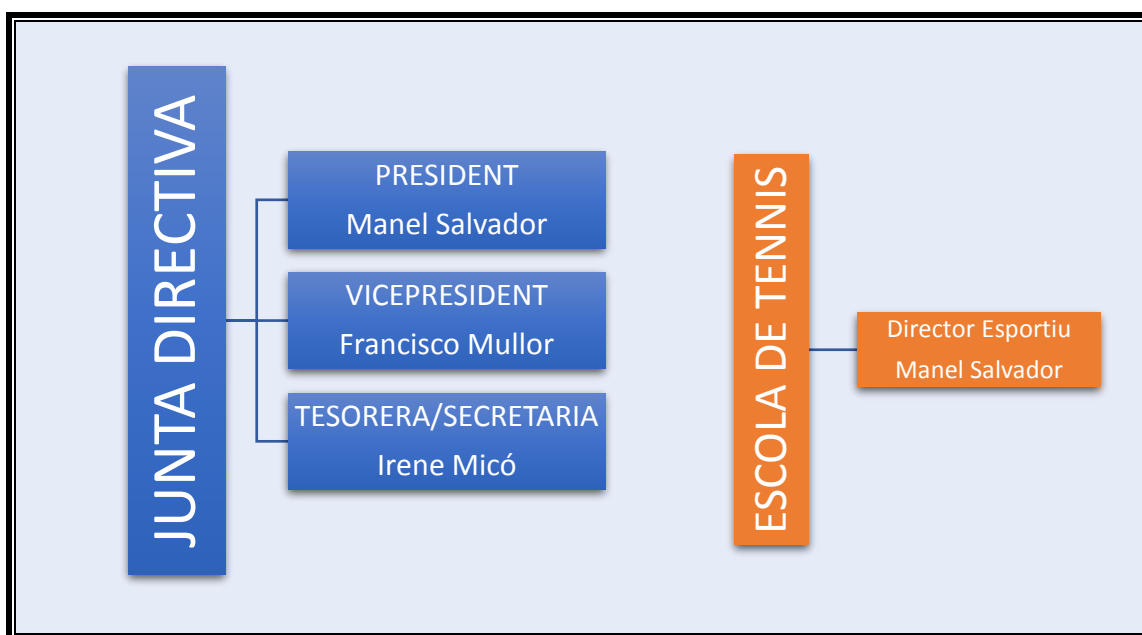 JUNTA DIRECTIVA
PRESIDENT
Manel Salvador
VICEPRESIDENT
Francisco Mullor
TESORERA/SECRETARIA
Irene Micó
ESCOLA DE TENNIS
Director Esportiu
Manel Salvador